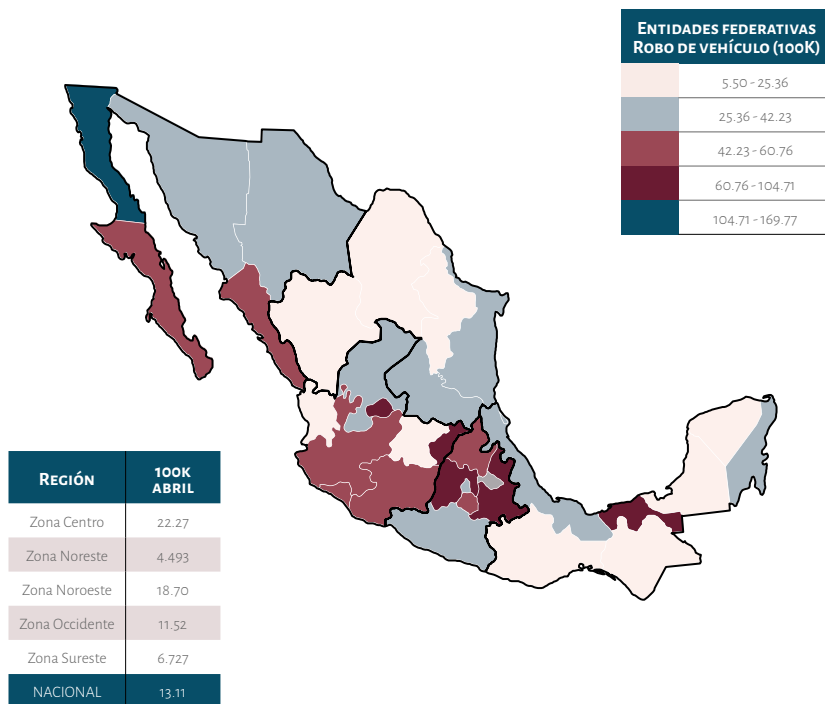 Entidades federativas
Robo de vehículo (100K)
5.50 - 25.36
25.36 - 42.23
42.23 - 60.76
60.76 - 104.71
104.71 - 169.77
Región 100K ABRIL
Zona Centro 22.27
Zona Noreste 4.493
Zona Noroeste 18.70
Zona Occidente 11.52
Zona Sureste 6.727
NACIONAL 13.11